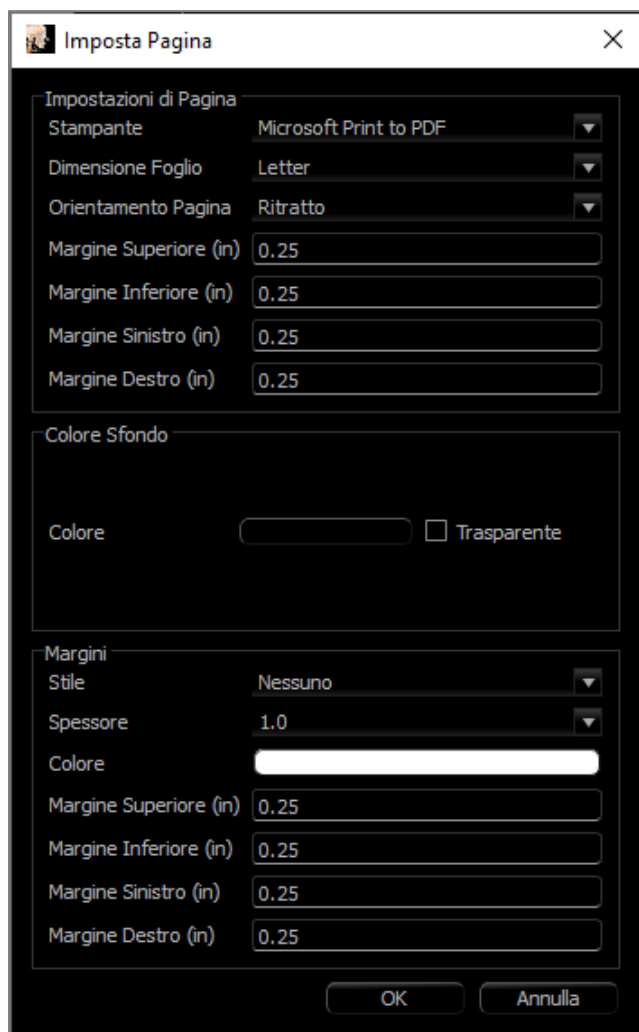 Imposta Pagina
Impostazioni di Pagina
Stampante Microsoft Print to PDF
Dimensione Foglio Letter
Orientamento Pagina Ritratto
Margine Superiore (in) 0.25
Margine Inferiore (in) 0.25
Margine Sinistro (in) 0.25
Margine Destro (in) 0.25
Colore Sfondo
Colore Trasparente
Margini
Stile Nessuno
Spessore 1.0
Colore
Margine Superiore (in) 0.25
Margine Inferiore (in) 0.25
Margine Sinistro (in) 0.25
Margine Destro (in) 0.25
OK Annulla